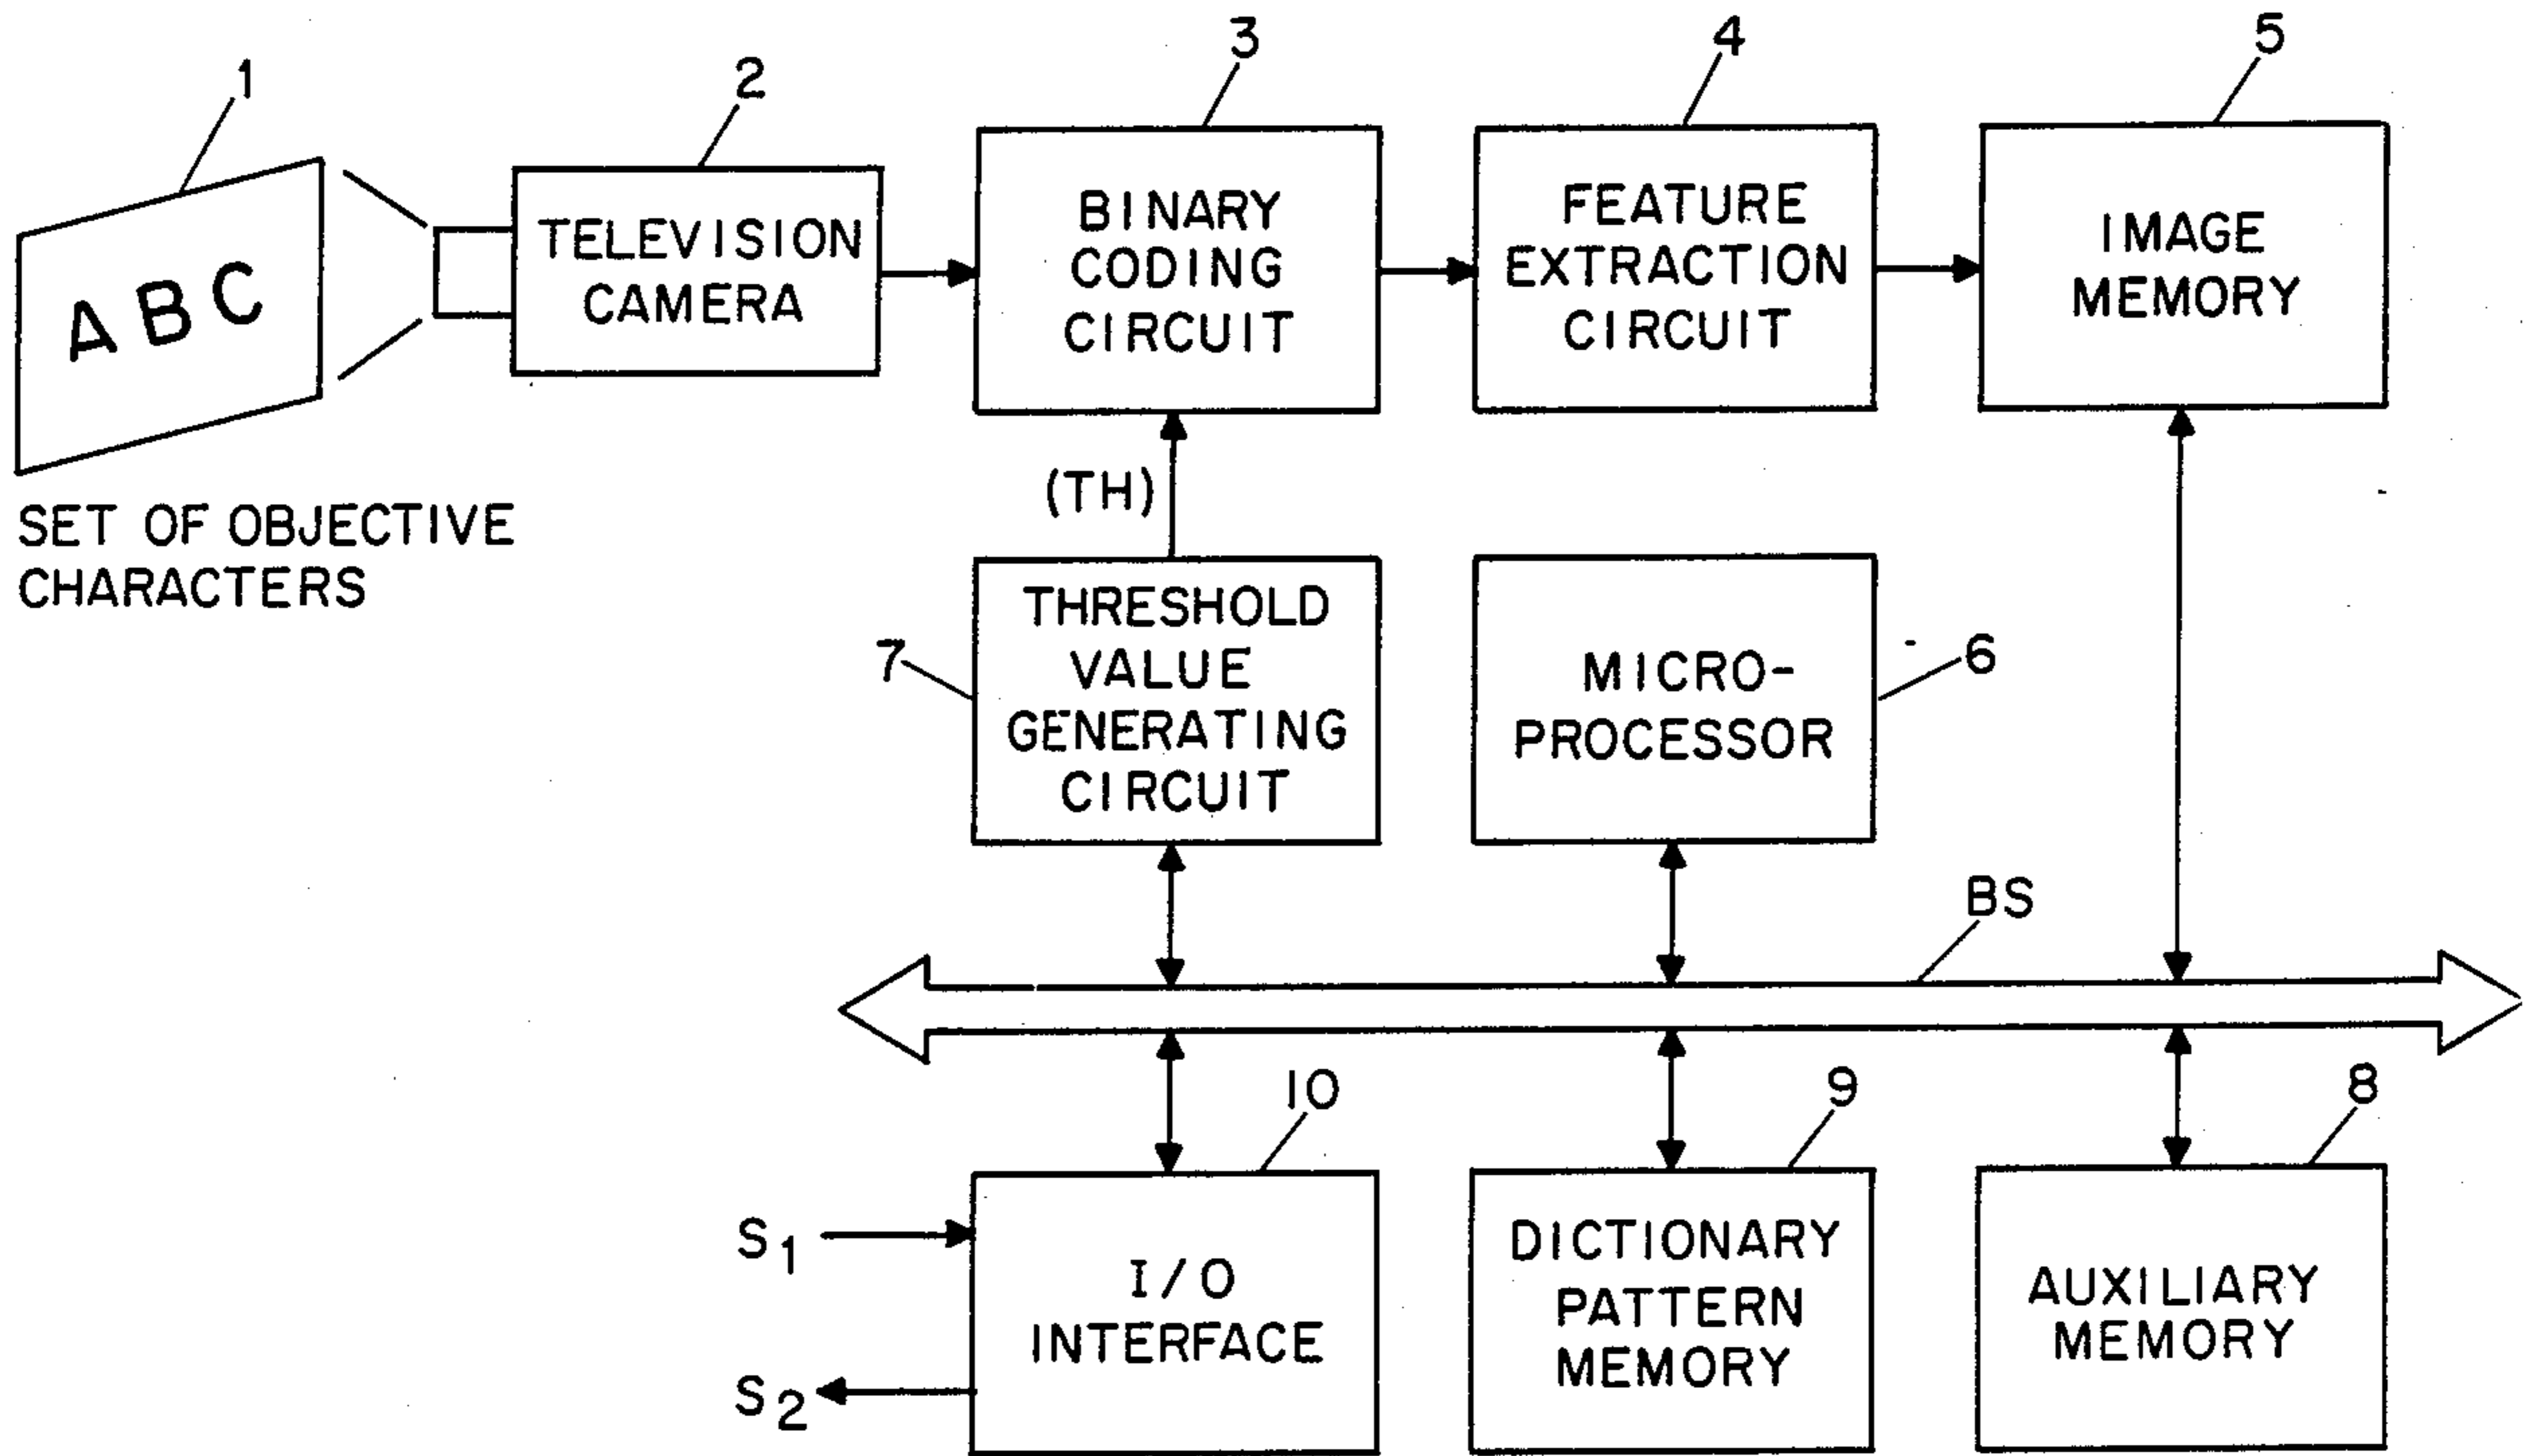 1
2
3
4
5
A B C
TELEVISION
CAMERA
BINARY
CODING
CIRCUIT
FEATURE
EXTRACTION
CIRCUIT
IMAGE
MEMORY
SET OF OBJECTIVE
CHARACTERS
(TH)
7
THRESHOLD
VALUE
GENERATING
CIRCUIT
MICRO-
PROCESSOR
6
BS
10
9
8
S1
S2
I/O
INTERFACE
DICTIONARY
PATTERN
MEMORY
AUXILIARY
MEMORY